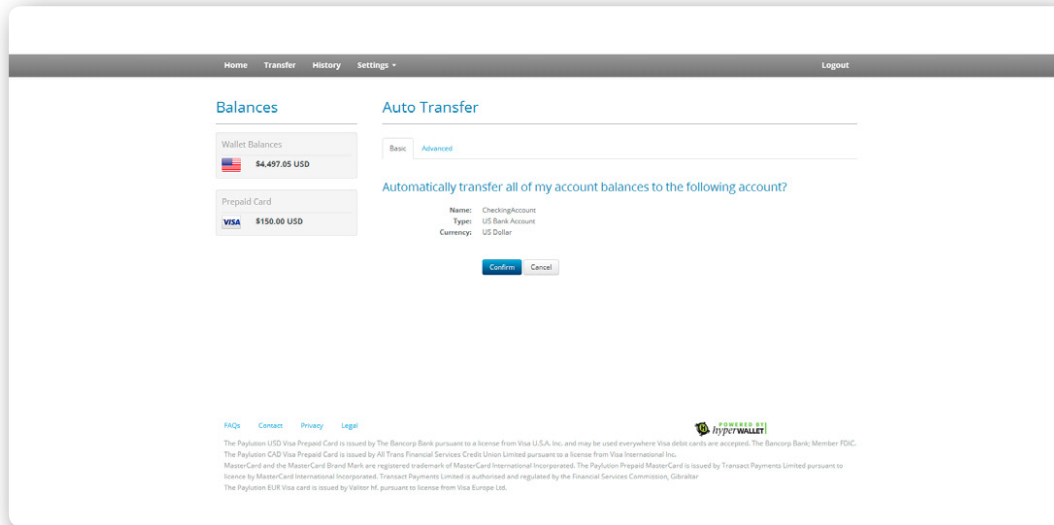 Home Transfer History Settings Logout
Balances
Wallet Balances
$4,497.05 USD
Prepaid Card
VISA $150.00 USD
Auto Transfer
Basic Advanced
Automatically transfer all of my account balances to the following account?
Name: CheckingAccount
Type: US Bank Account
Currency: US Dollar
Confirm Cancel
FAQs Contact Privacy Legal
POWERED BY
hyperWALLET
The Paylution USD Visa Prepaid Card is issued by The Bancorp Bank pursuant to a license from Visa U.S.A. Inc. and may be used everywhere Visa debit cards are accepted. The Bancorp Bank; Member FDIC.
The Paylution CAD Visa Prepaid Card is issued by All Trans Financial Services Credit Union Limited pursuant to a license from Visa International Inc.
MasterCard and the MasterCard Brand Mark are registered trademark of MasterCard International Incorporated. The Paylution Prepaid MasterCard is issued by Transact Payments Limited pursuant to
licence by MasterCard International Incorporated. Transact Payments Limited is authorised and regulated by the Financial Services Commission, Gibraltar
The Paylution EUR Visa card is issued by Valitor hf. pursuant to license from Visa Europe Ltd.